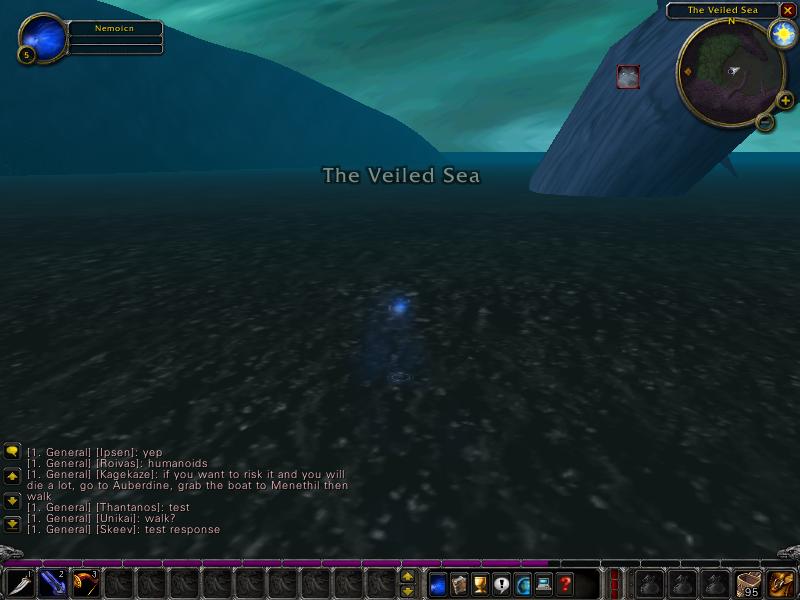 The Veiled Sea
Nemoicn
N
5
The Veiled Sea
[1. General] [Ipsen]: yep
[1. General] [Roivas]: humanoids
[1. General] [Kagekaze]: if you want to risk it and you will
die a lot, go to Auberdine, grab the boat to Menethil then
walk
[1. General] [Thantanos]: test
[1. General] [Unikai]: walk?
[1. General] [Skeev]: test response
1 2 3
95